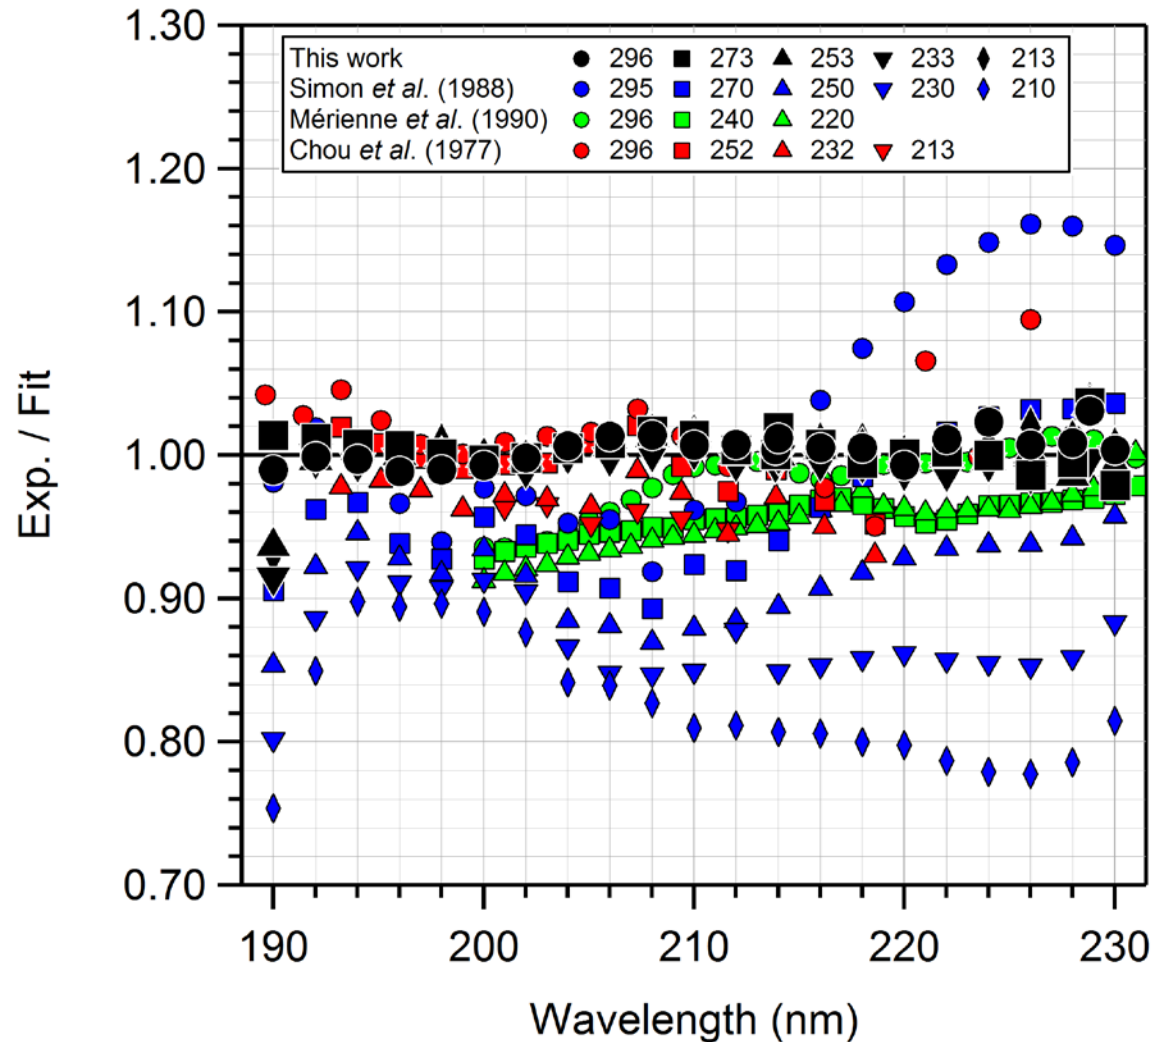 Exp. / Fit
1.30
1.20
1.10
1.00
0.90
0.80
0.70
This work 296 273 253 233 213
Simon et al. (1988) 295 270 250 230 210
Mérienne et al. (1990) 296 240 220
Chou et al. (1977) 296 252 232 213
190 200 210 220 230
Wavelength (nm)